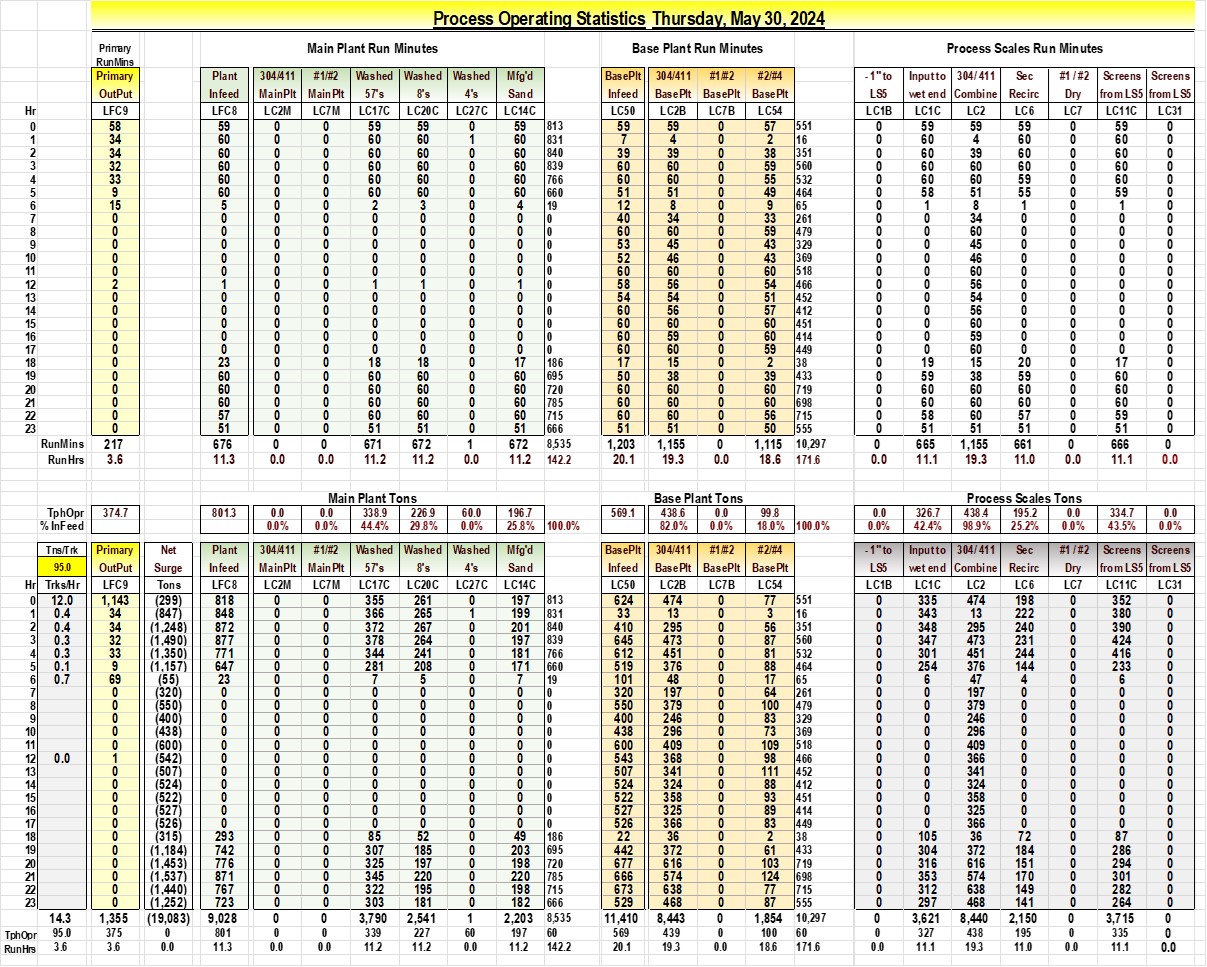 Process Operating Statistics Thursday, May 30, 2024
Primary Main Plant Run Minutes Base Plant Run Minutes Process Scales Run Minutes
RunMins
Primary Plant 304/411 #1/#2 Washed Washed Washed Mfg'd BasePlt 304/411 #1/#2 #2/#4 - 1" to Input to 304/ 411 Sec #1 / #2 Screens Screens
OutPut Infeed MainPlt MainPlt 57's 8's 4's Sand Infeed BasePlt BasePlt BasePlt LS5 wet end Combine Recirc Dry from LS5 from LS5
Hr LFC9 LFC8 LC2M LC7M LC17C LC20C LC27C LC14C LC50 LC2B LC7B LC54 LC1B LC1C LC2 LC6 LC7 LC11C LC31
0 58 59 0 0 59 59 0 59 813 59 59 0 57 551 0 59 59 59 0 59 0
1 34 60 0 0 60 60 1 60 831 7 4 0 2 16 0 60 4 60 0 60 0
2 34 60 0 0 60 60 0 60 840 39 39 0 38 351 0 60 39 60 0 60 0
3 32 60 0 0 60 60 0 60 839 60 60 0 59 560 0 60 60 60 0 60 0
4 33 60 0 0 60 60 0 60 766 60 60 0 55 532 0 60 60 59 0 60 0
5 9 60 0 0 60 60 0 60 660 51 51 0 49 464 0 58 51 55 0 59 0
6 15 5 0 0 2 3 0 4 19 12 8 0 9 65 0 1 8 1 0 1 0
7 0 0 0 0 0 0 0 0 0 40 34 0 33 261 0 0 34 0 0 0 0
8 0 0 0 0 0 0 0 0 0 60 60 0 59 479 0 0 60 0 0 0 0
9 0 0 0 0 0 0 0 0 0 53 45 0 43 329 0 0 45 0 0 0 0
10 0 0 0 0 0 0 0 0 0 52 46 0 43 369 0 0 46 0 0 0 0
11 0 0 0 0 0 0 0 0 0 60 60 0 60 518 0 0 60 0 0 0 0
12 2 1 0 0 1 1 0 1 0 58 56 0 54 466 0 0 56 0 0 0 0
13 0 0 0 0 0 0 0 0 0 54 54 0 51 452 0 0 54 0 0 0 0
14 0 0 0 0 0 0 0 0 0 60 56 0 57 412 0 0 56 0 0 0 0
15 0 0 0 0 0 0 0 0 0 60 60 0 60 451 0 0 60 0 0 0 0
16 0 0 0 0 0 0 0 0 0 60 59 0 60 414 0 0 59 0 0 0 0
17 0 0 0 0 0 0 0 0 0 60 60 0 59 449 0 0 60 0 0 0 0
18 0 23 0 0 18 18 0 17 186 17 15 0 2 38 0 19 15 20 0 17 0
19 0 60 0 0 60 60 0 60 695 50 38 0 39 433 0 59 38 59 0 60 0
20 0 60 0 0 60 60 0 60 720 60 60 0 60 719 0 60 60 60 0 60 0
21 0 60 0 0 60 60 0 60 785 60 60 0 60 698 0 60 60 60 0 60 0
22 0 57 0 0 60 60 0 60 715 60 60 0 56 715 0 58 60 57 0 59 0
23 0 51 0 0 51 51 0 51 666 51 51 0 50 555 0 51 51 51 0 51 0
RunMins 217 676 0 0 671 672 1 672 8,535 1,203 1,155 0 1,115 10,297 0 665 1,155 661 0 666 0
Run Hrs 3.6 11.3 0.0 0.0 11.2 11.2 0.0 11.2 142.2 20.1 19.3 0.0 18.6 171.6 0.0 11.1 19.3 11.0 0.0 11.1 0.0
Main Plant Tons Base Plant Tons Process Scales Tons
TphOpr 374.7 801.3 0.0 0.0 338.9 226.9 60.0 196.7 569.1 438.6 0.0 99.8 0.0 326.7 438.4 195.2 0.0 334.7 0.0
% InFeed 0.0% 0.0% 44.4% 29.8% 0.0% 25.8% 100.0% 82.0% 0.0% 18.0% 100.0% 0.0% 42.4% 98.9% 25.2% 0.0% 43.5% 0.0%
Tns/Trk Primary Net Plant 304/411 #1/#2 Washed Washed Washed Mfg'd BasePlt 304/411 #1/#2 #2/#4 - 1" to Input to 304/ 411 Sec #1 / #2 Screens Screens
95.0 OutPut Surge Infeed MainPlt MainPlt 57's 8's 4's Sand Infeed BasePlt BasePlt BasePlt LS5 wet end Combine Recirc Dry from LS5 from LS5
Hr Trks/Hr LFC9 Tons LFC8 LC2M LC7M LC17C LC20C LC27C LC14C LC50 LC2B LC7B LC54 LC1B LC1C LC2 LC6 LC7 LC11C LC31
0 12.0 1,143 (299) 818 0 0 355 261 0 197 813 624 474 0 77 551 0 335 474 198 0 352 0
1 0.4 34 (847) 848 0 0 366 265 1 199 831 33 13 0 3 16 0 343 13 222 0 380 0
2 0.4 34 (1,248) 872 0 0 372 267 0 201 840 410 295 0 56 351 0 348 295 240 0 390 0
3 0.3 32 (1,490) 877 0 0 378 264 0 197 839 645 473 0 87 560 0 347 473 231 0 424 0
4 0.3 33 (1,350) 771 0 0 344 241 0 181 766 612 451 0 81 532 0 301 451 244 0 416 0
5 0.1 9 (1,157) 647 0 0 281 208 0 171 660 519 376 0 88 464 0 254 376 144 0 233 0
6 0.7 69 (55) 23 0 0 7 5 0 7 19 101 48 0 17 65 0 6 47 4 0 6 0
7 0 (320) 0 0 0 0 0 0 0 0 320 197 0 64 261 0 0 197 0 0 0 0
8 0 (550) 0 0 0 0 0 0 0 0 550 379 0 100 479 0 0 379 0 0 0 0
9 0 (400) 0 0 0 0 0 0 0 0 400 246 0 83 329 0 0 246 0 0 0 0
10 0 (438) 0 0 0 0 0 0 0 0 438 296 0 73 369 0 0 296 0 0 0 0
11 0 (600) 0 0 0 0 0 0 0 0 600 409 0 109 518 0 0 409 0 0 0 0
12 0.0 1 (542) 0 0 0 0 0 0 0 0 543 368 0 98 466 0 0 366 0 0 0 0
13 0 (507) 0 0 0 0 0 0 0 0 507 341 0 111 452 0 0 341 0 0 0 0
14 0 (524) 0 0 0 0 0 0 0 0 524 324 0 88 412 0 0 324 0 0 0 0
15 0 (522) 0 0 0 0 0 0 0 0 522 358 0 93 451 0 0 358 0 0 0 0
16 0 (527) 0 0 0 0 0 0 0 0 527 325 0 89 414 0 0 325 0 0 0 0
17 0 (526) 0 0 0 0 0 0 0 0 526 366 0 83 449 0 0 366 0 0 0 0
18 0 (315) 293 0 0 85 52 0 49 186 22 36 0 2 38 0 105 36 72 0 87 0
19 0 (1,184) 742 0 0 307 185 0 203 695 442 372 0 61 433 0 304 372 184 0 286 0
20 0 (1,453) 776 0 0 325 197 0 198 720 677 616 0 103 719 0 316 616 151 0 294 0
21 0 (1,537) 871 0 0 345 220 0 220 785 666 574 0 124 698 0 353 574 170 0 301 0
22 0 (1,440) 767 0 0 322 195 0 198 715 673 638 0 77 715 0 312 638 149 0 282 0
23 0 (1,252) 723 0 0 303 181 0 182 666 529 468 0 87 555 0 297 468 141 0 264 0
14.3 1,355 (19,083) 9,028 0 0 3,790 2,541 1 2,203 8,535 11,410 8,443 0 1,854 10,297 0 3,621 8,440 2,150 0 3,715 0
TphOpr 95.0 375 0 801 0 0 339 227 60 197 60 569 439 0 100 60 0 327 438 195 0 335 0
RunHrs 3.6 3.6 0.0 11.3 0.0 0.0 11.2 11.2 0.0 11.2 142.2 20.1 19.3 0.0 18.6 171.6 0.0 11.1 19.3 11.0 0.0 11.1 0.0